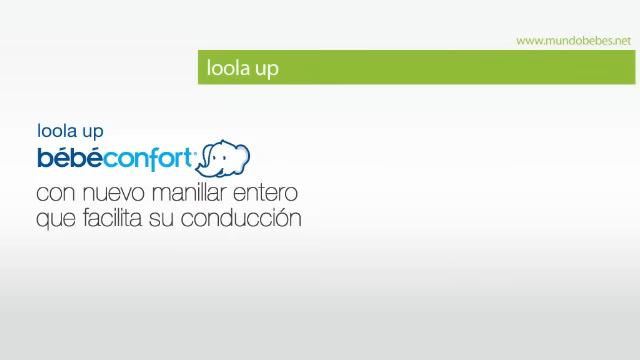 www.mundobebes.net
loola up
loola up
bébéconfort
con nuevo manillar entero
que facilita su conducción